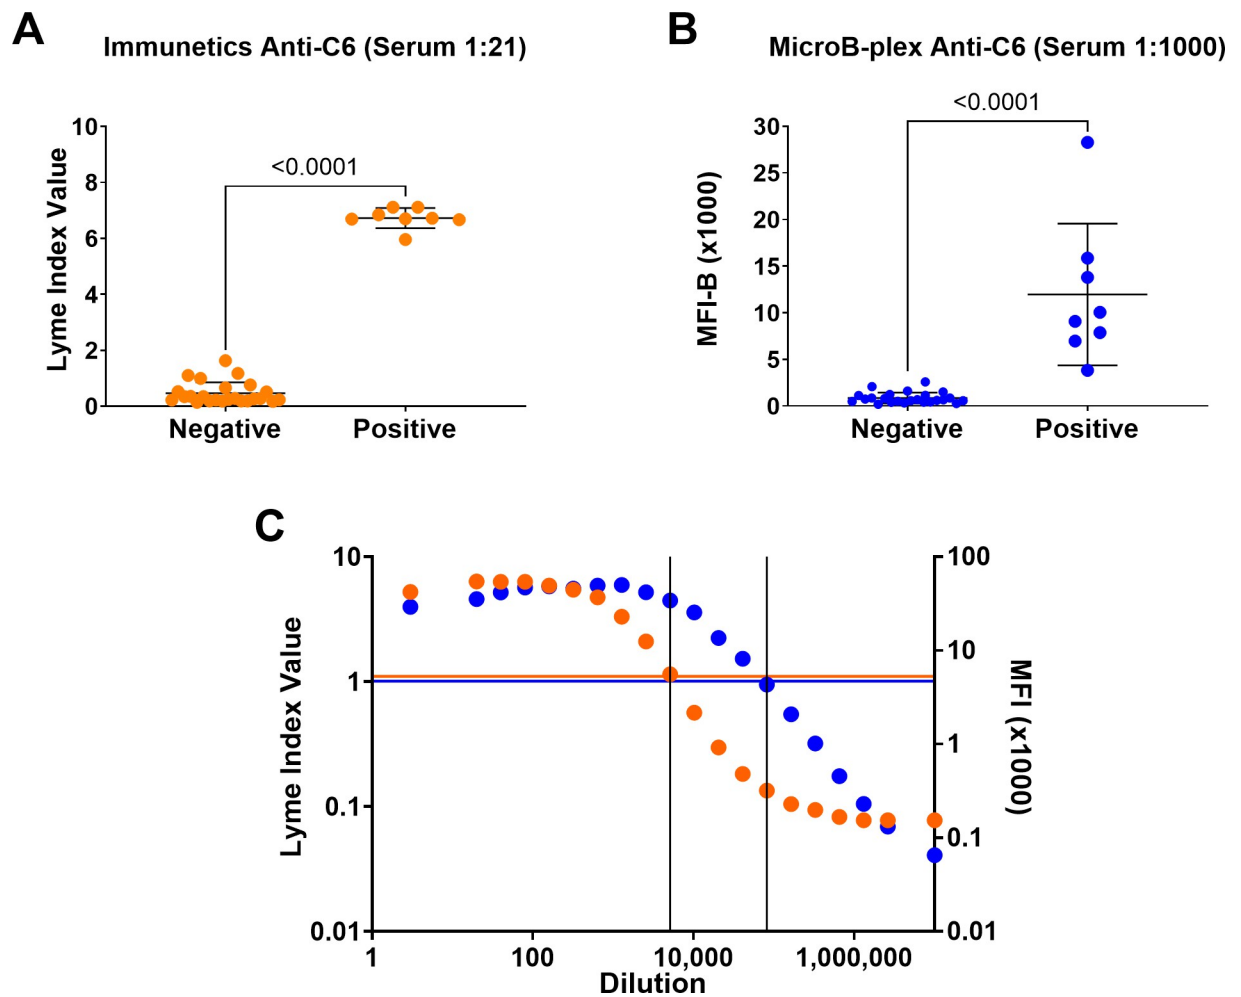 A
Immunetics Anti-C6 (Serum 1:21)
Lyme Index Value
10
8
6
4
2
0
<0.0001
Negative
Positive
B
MicroB-plex Anti-C6 (Serum 1:1000)
MFI-B (x1000)
30
25
20
15
10
5
0
<0.0001
Negative
Positive
C
Lyme Index Value
10
1
0.1
0.01
100
10
1
0.1
0.01
MFI (x1000)
1
100
10,000
1,000,000
Dilution